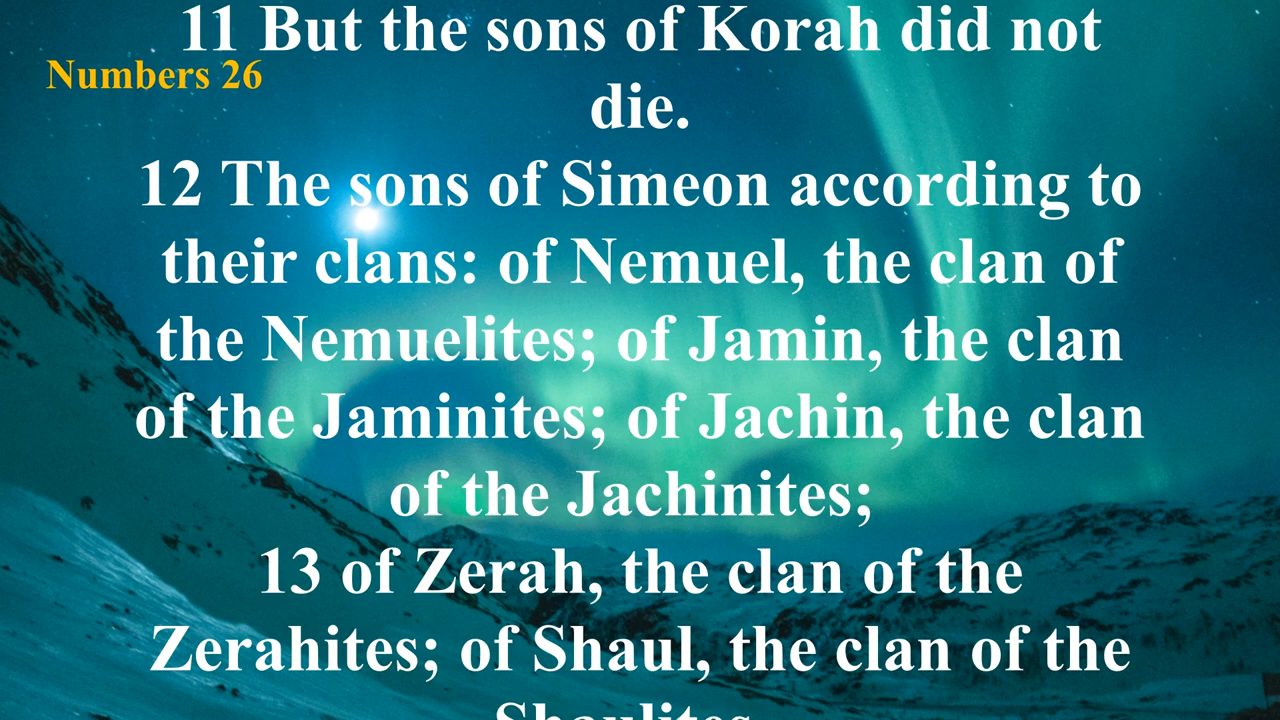 11 But the sons of Korah did not
Numbers 26
die.
12 The sons of Simeon according to
their clans: of Nemuel, the clan of
the Nemuelites; of Jamin, the clan
of the Jaminites; of Jachin, the clan
of the Jachinites;
13 of Zerah, the clan of the
Zerahites; of Shaul, the clan of the
Shaulites.